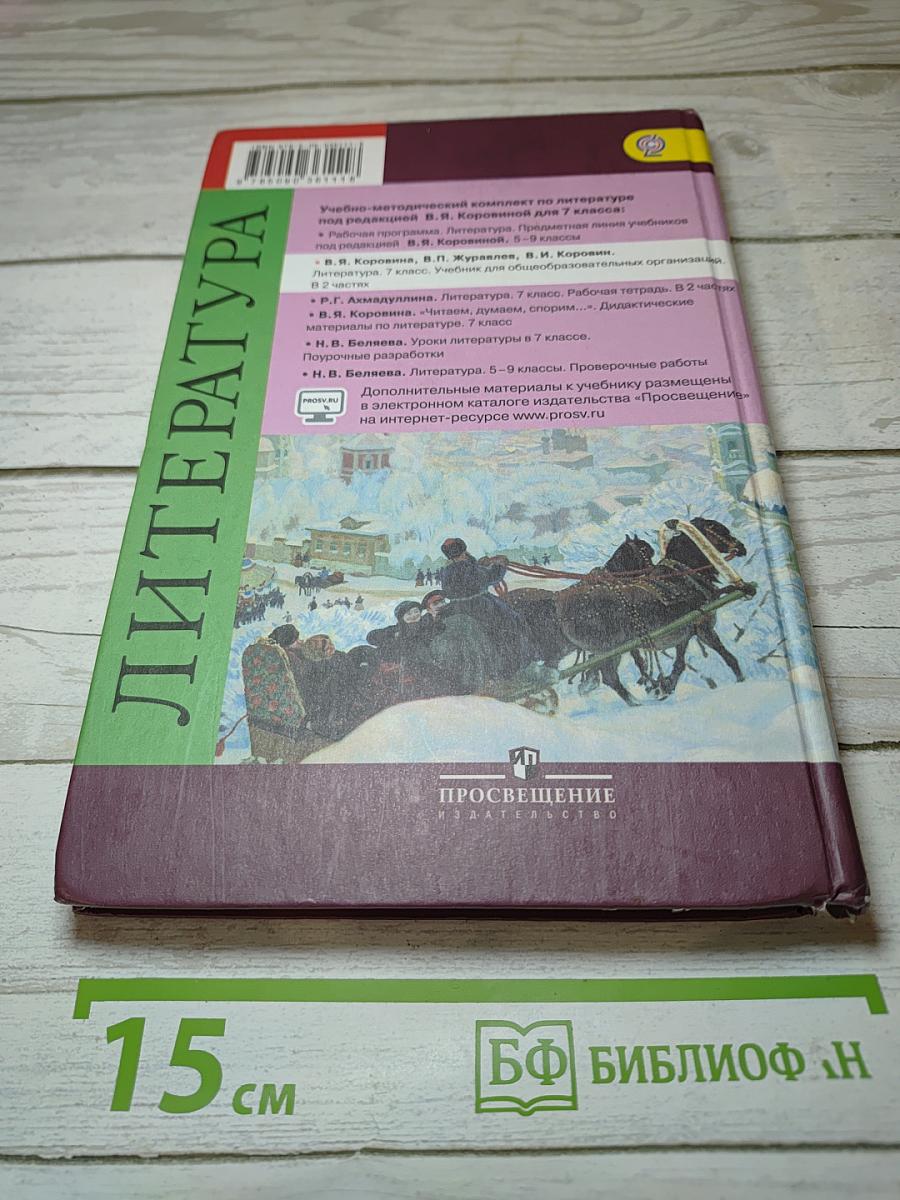 9 785090 381116
ЛИТЕРАТУРА
Учебно-методический комплект по литературе
под редакцией В.Я. Коровиной для 7 класса:
• Рабочая программа. Литература. Предметная линия учебников
под редакцией В.Я. Коровиной. 5–9 классы
• В.Я. Коровина, В.П. Журавлев, В.И. Коровин.
Литература. 7 класс. Учебник для общеобразовательных организаций.
В 2 частях
• Р.Г. Ахмадуллина. Литература. 7 класс. Рабочая тетрадь. В 2 частях
• В.Я. Коровина. «Читаем, думаем, спорим...». Дидактические
материалы по литературе. 7 класс
• Н.В. Беляева. Уроки литературы в 7 классе.
Поурочные разработки
• Н.В. Беляева. Литература. 5–9 классы. Проверочные работы
PROSV.RU
Дополнительные материалы к учебнику размещены
в электронном каталоге издательства «Просвещение»
на интернет-ресурсе www.prosv.ru
ИП
ПРОСВЕЩЕНИЕ
ИЗДАТЕЛЬСТВО
15 см
БФ БИБЛИОФ